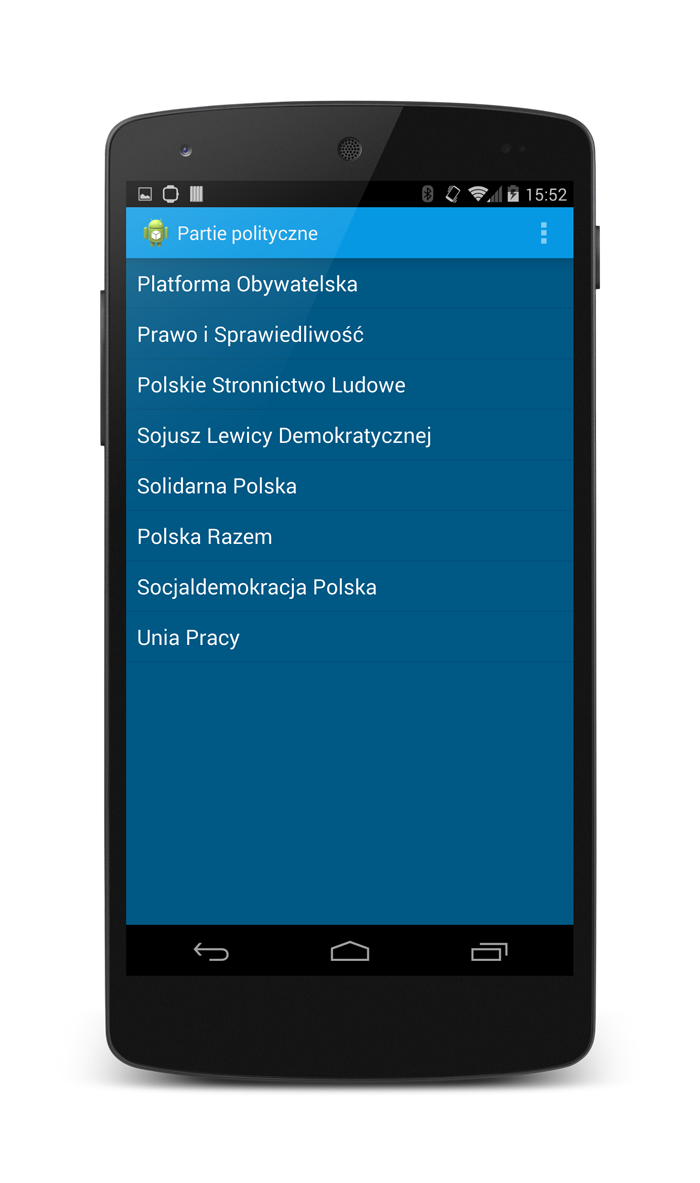 15:52
Partie polityczne
Platforma Obywatelska
Prawo i Sprawiedliwość
Polskie Stronnictwo Ludowe
Sojusz Lewicy Demokratycznej
Solidarna Polska
Polska Razem
Socjaldemokracja Polska
Unia Pracy